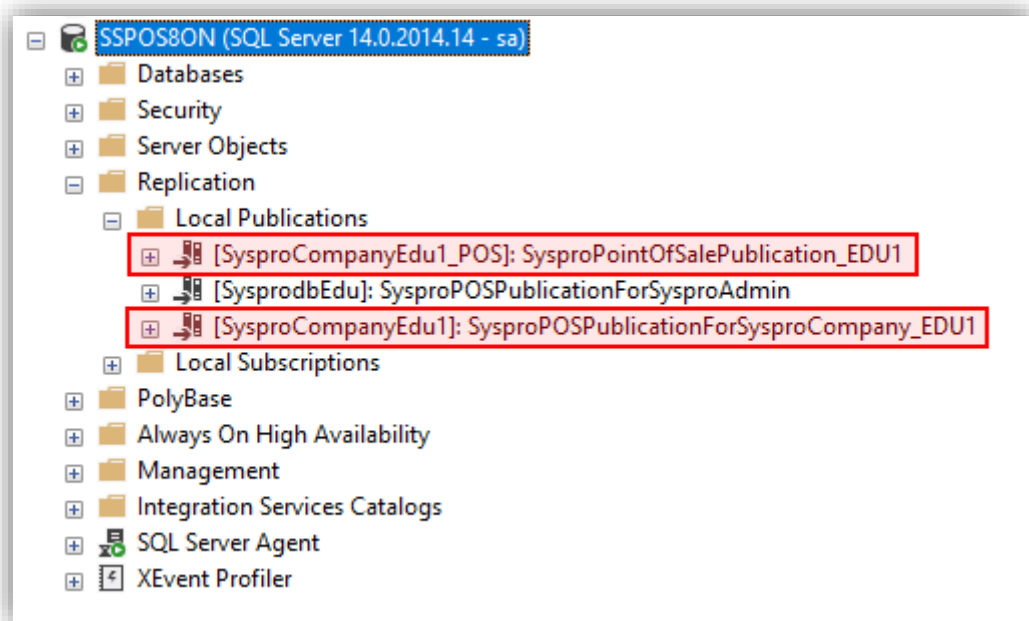 SSPOS8ON (SQL Server 14.0.2014.14 - sa)
Databases
Security
Server Objects
Replication
Local Publications
[SysproCompanyEdu1_POS]: SysproPointOfSalePublication_EDU1
[SysprodbEdu]: SysproPOSPublicationForSysproAdmin
[SysproCompanyEdu1]: SysproPOSPublicationForSysproCompany_EDU1
Local Subscriptions
PolyBase
Always On High Availability
Management
Integration Services Catalogs
SQL Server Agent
XEvent Profiler